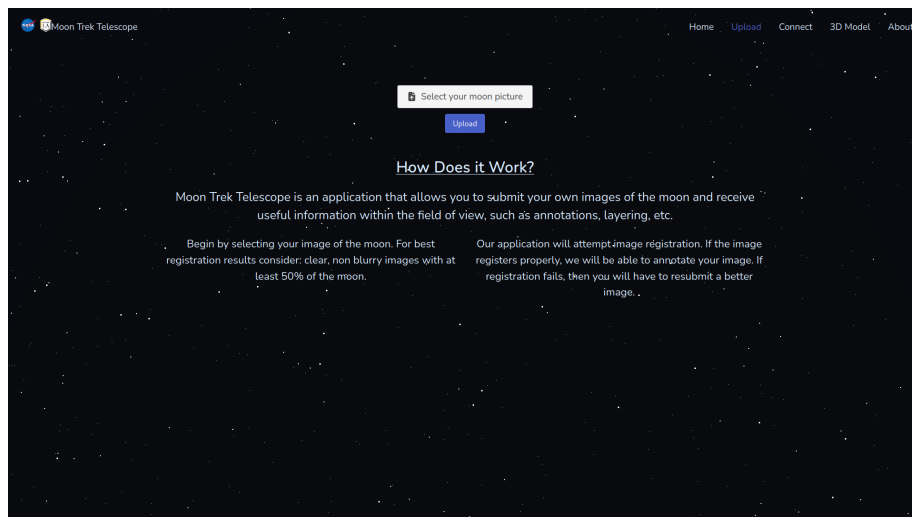 NASA Moon Trek Telescope
Home Upload Connect 3D Model About
Select your moon picture
Upload
How Does it Work?
Moon Trek Telescope is an application that allows you to submit your own images of the moon and receive
useful information within the field of view, such as annotations, layering, etc.
Begin by selecting your image of the moon. For best
registration results consider: clear, non blurry images with at
least 50% of the moon.
Our application will attempt image registration. If the image
registers properly, we will be able to annotate your image. If
registration fails, then you will have to resubmit a better
image.